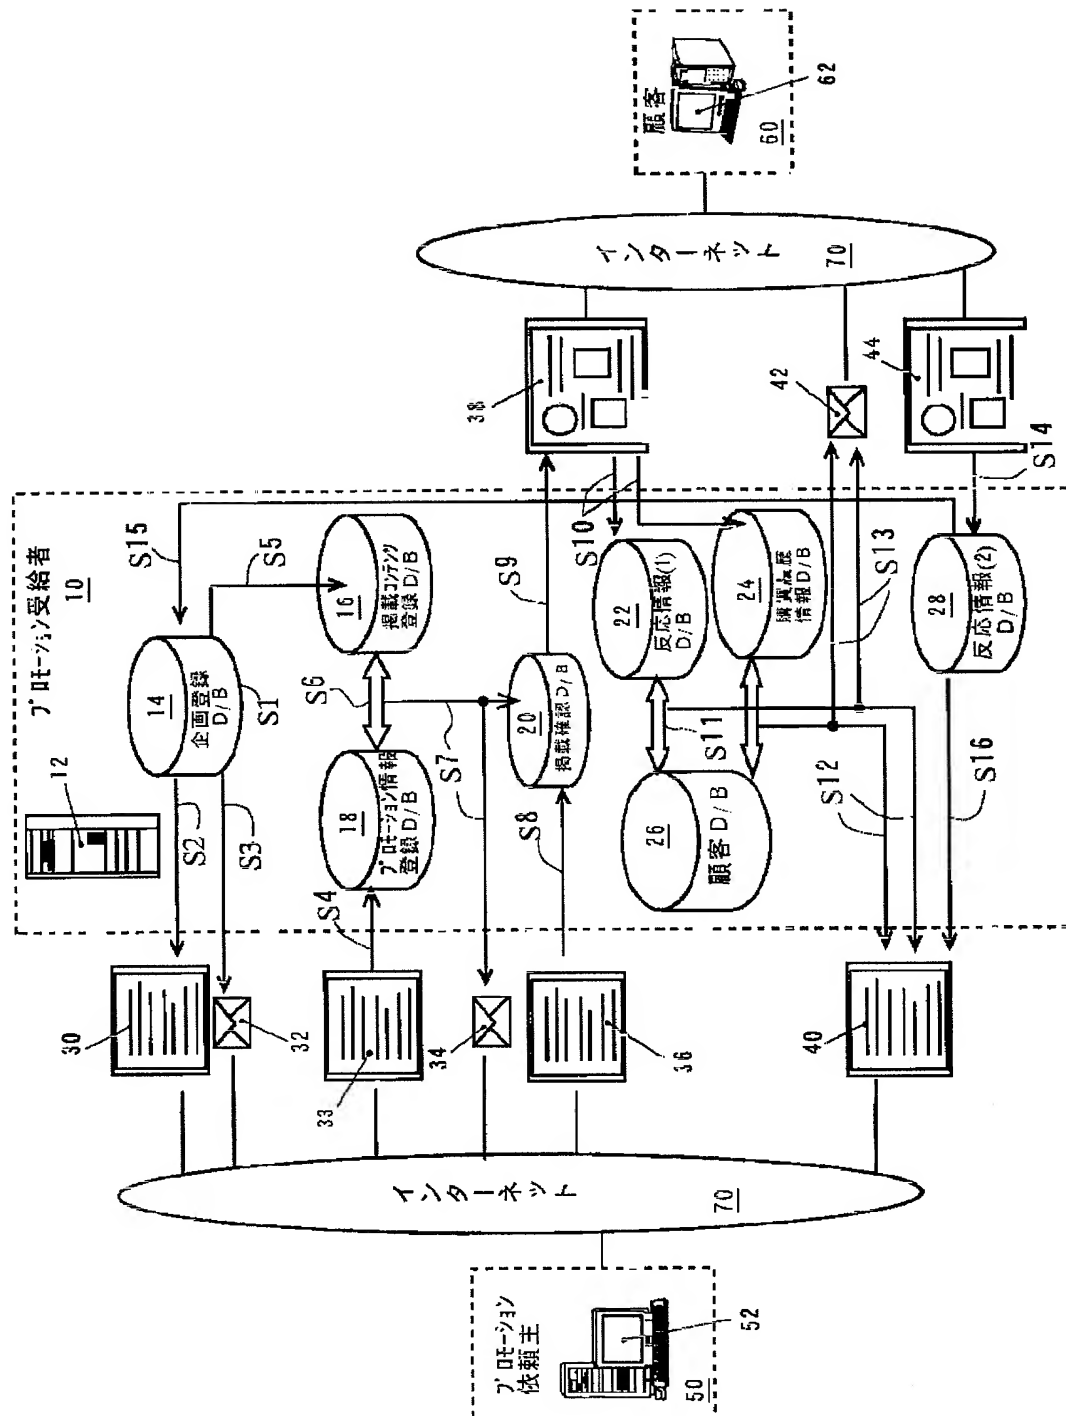 プロモーション受給者
10
12
14
企画登録
D/B
S1
S2
S3
S15
S5
16
掲載コンテンツ
登録D/B
S6
18
プロモーション情報
登録D/B
S4
S7
S7
20
掲載確認D/B
S8
S9
S10
22
反応情報(1)
D/B
24
購買履歴
情報D/B
26
顧客D/B
S11
S12
S13
28
反応情報(2)
D/B
S14
S16
30
32
33
34
36
40
38
42
44
インターネット
70
プロモーション
依頼主
52
50
インターネット
70
顧客
62
60